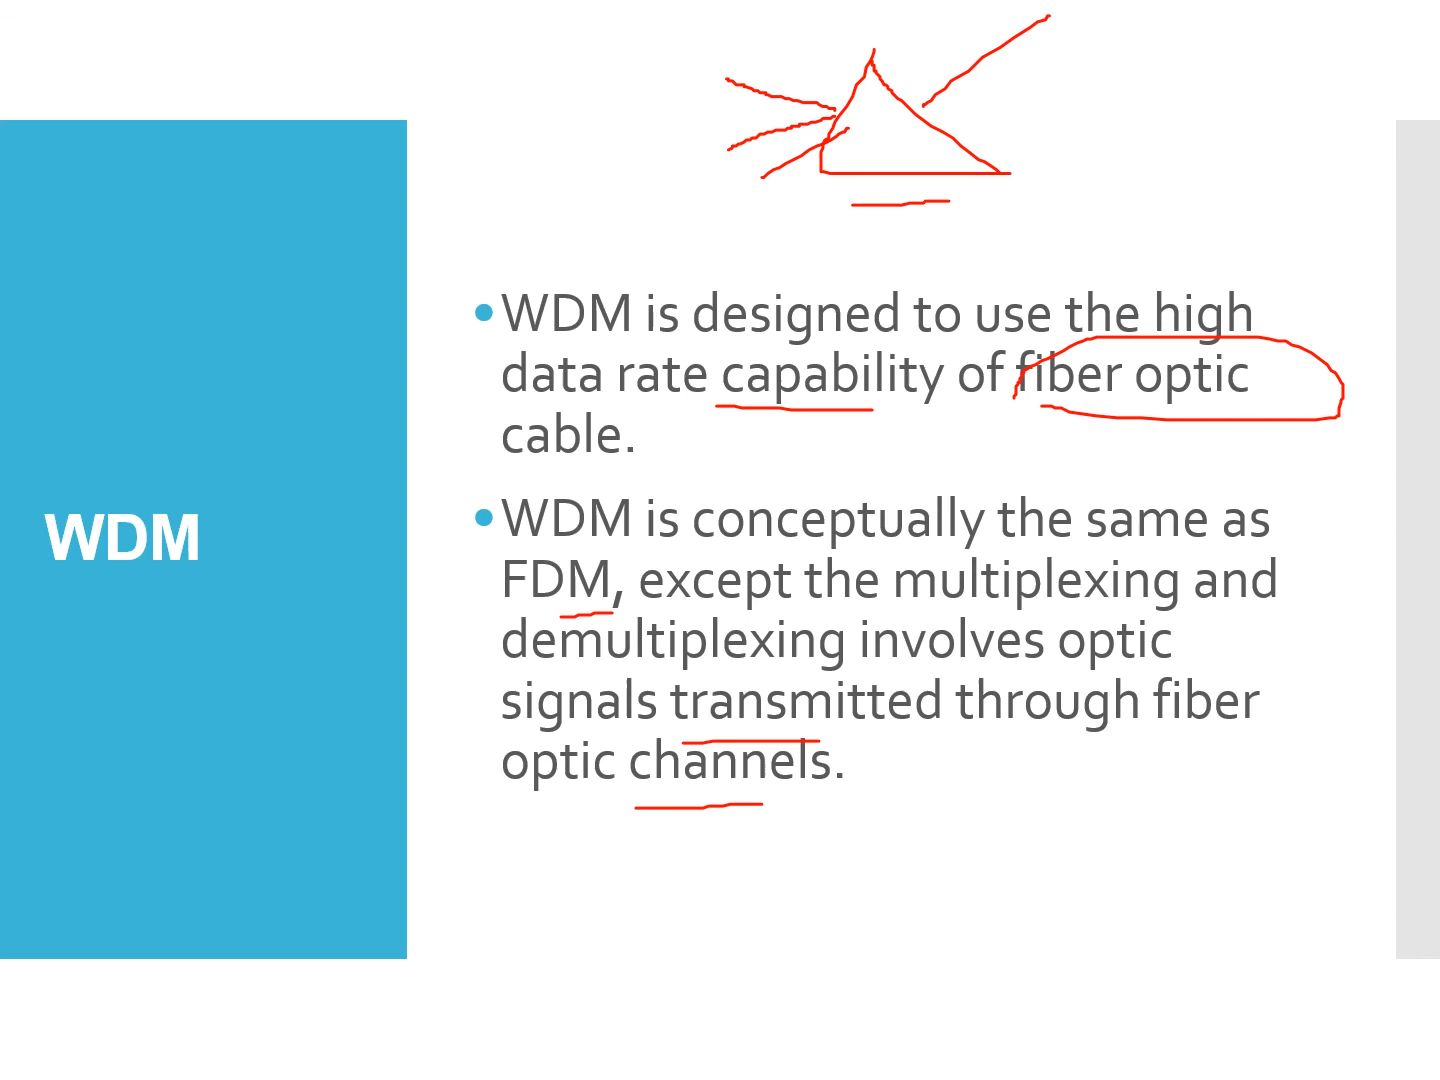 WDM
•WDM is designed to use the high
data rate capability of fiber optic
cable.
•WDM is conceptually the same as
FDM, except the multiplexing and
demultiplexing involves optic
signals transmitted through fiber
optic channels.